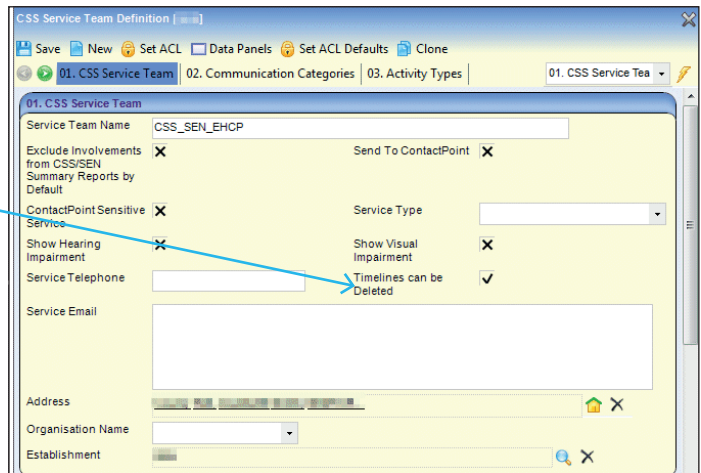 CSS Service Team Definition [
Save New Set ACL Data Panels Set ACL Defaults Clone
01. CSS Service Team 02. Communication Categories 03. Activity Types 01. CSS Service Tea
01. CSS Service Team
Service Team Name CSS_SEN_EHCP
Exclude Involvements Send To ContactPoint
from CSS/SEN
Summary Reports by
Default
ContactPoint Sensitive Service Type
Service
Show Hearing Show Visual
Impairment Impairment
Service Telephone Timelines can be
Deleted
Service Email
Address
Organisation Name
Establishment